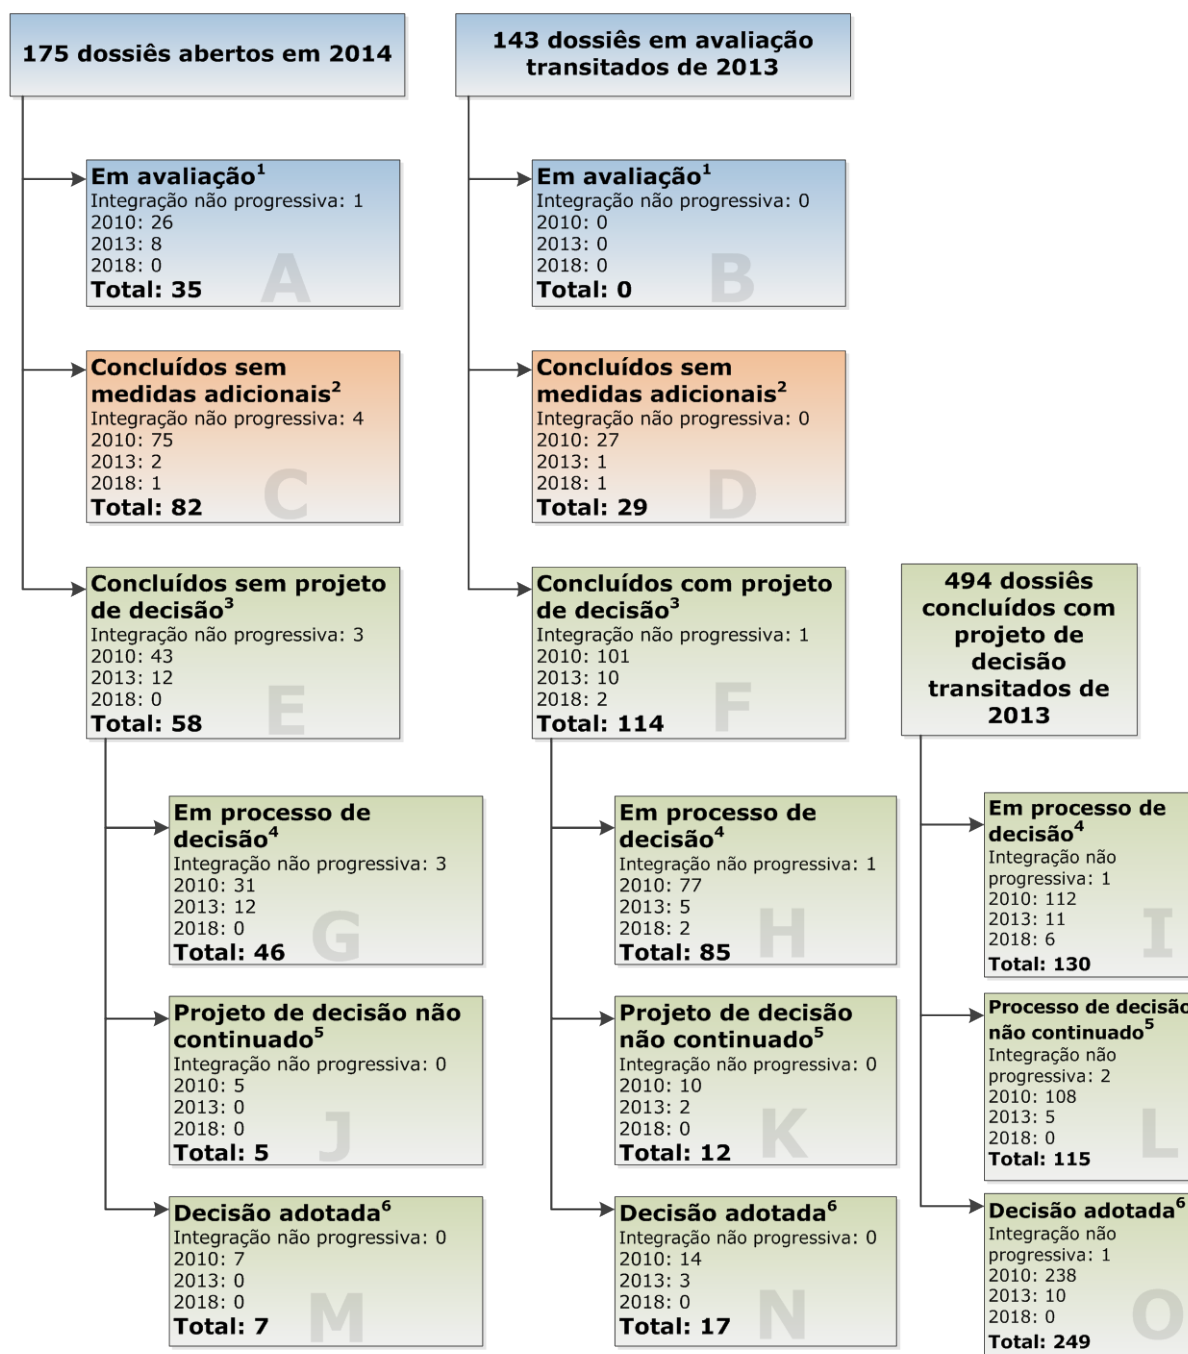 175 dossiês abertos em 2014
143 dossiês em avaliação
transitados de 2013
Em avaliação1
Integração não progressiva: 1
2010: 26
2013: 8
2018: 0
Total: 35
A
Em avaliação1
Integração não progressiva: 0
2010: 0
2013: 0
2018: 0
Total: 0
B
Concluídos sem
medidas adicionais2
Integração não progressiva: 4
2010: 75
2013: 2
2018: 1
Total: 82
C
Concluídos sem
medidas adicionais2
Integração não progressiva: 0
2010: 27
2013: 1
2018: 1
Total: 29
D
Concluídos sem projeto
de decisão3
Integração não progressiva: 3
2010: 43
2013: 12
2018: 0
Total: 58
E
Concluídos com projeto
de decisão3
Integração não progressiva: 1
2010: 101
2013: 10
2018: 2
Total: 114
F
494 dossiês
concluídos com
projeto de
decisão
transitados de
2013
Em processo de
decisão4
Integração não progressiva: 3
2010: 31
2013: 12
2018: 0
Total: 46
G
Em processo de
decisão4
Integração não progressiva: 1
2010: 77
2013: 5
2018: 2
Total: 85
H
Em processo de
decisão4
Integração não
progressiva: 1
2010: 112
2013: 11
2018: 6
Total: 130
I
Projeto de decisão não
continuado5
Integração não progressiva: 0
2010: 5
2013: 0
2018: 0
Total: 5
J
Projeto de decisão
não continuado5
Integração não progressiva: 0
2010: 10
2013: 2
2018: 0
Total: 12
K
Processo de decisão
não continuado5
Integração não
progressiva: 2
2010: 108
2013: 5
2018: 0
Total: 115
L
Decisão adotada6
Integração não progressiva: 0
2010: 7
2013: 0
2018: 0
Total: 7
M
Decisão adotada6
Integração não progressiva: 0
2010: 14
2013: 3
2018: 0
Total: 17
N
Decisão adotada6
Integração não
progressiva: 1
2010: 238
2013: 10
2018: 0
Total: 249
O